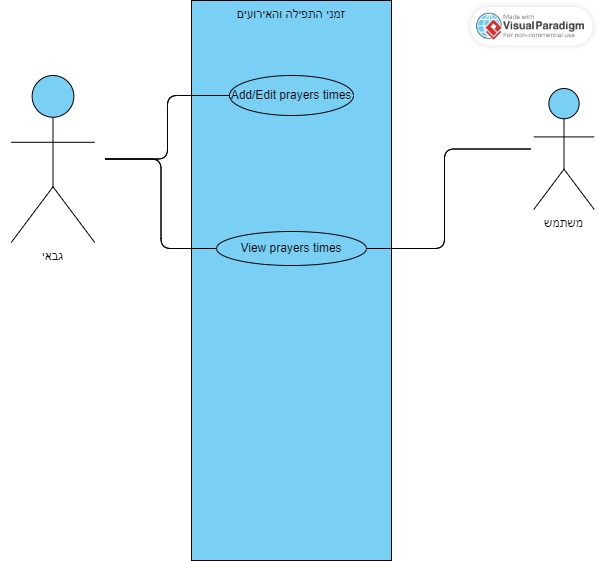 זמני התפילה והאירועים
Made with
Visual Paradigm
For non-commercial use
Add/Edit prayers times
משתמש
View prayers times
גבאי